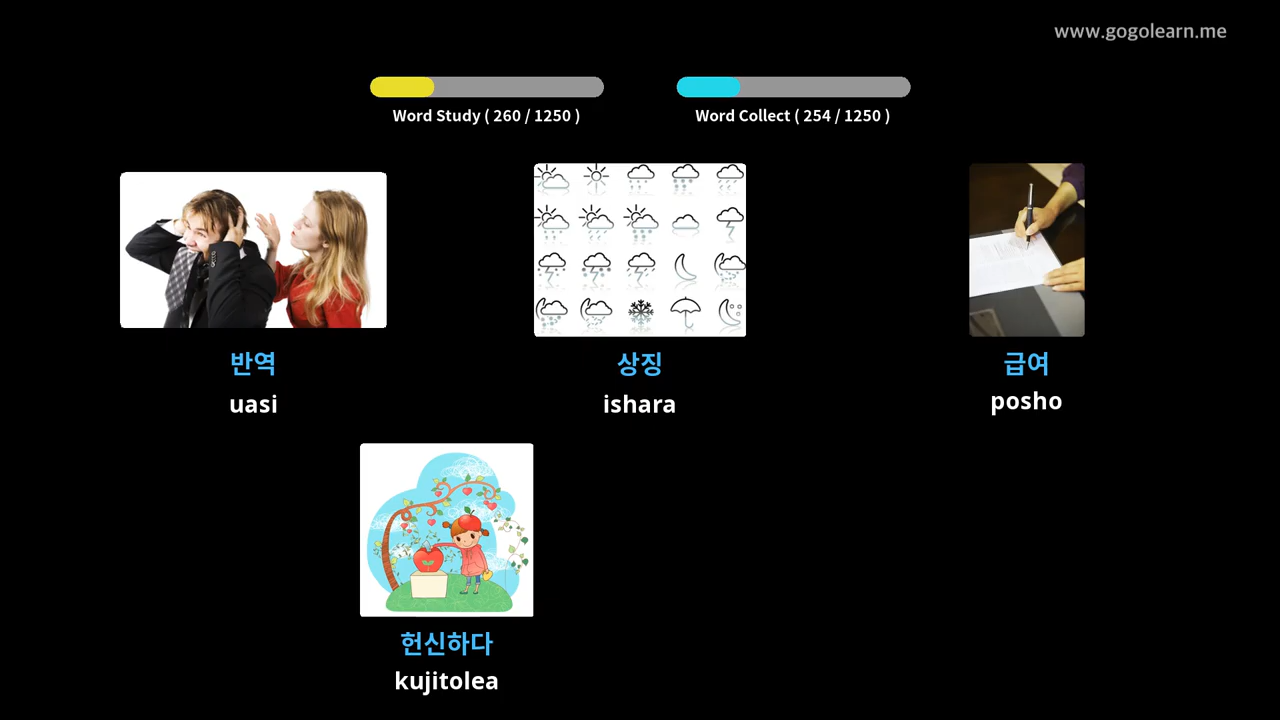 www.gogolearn.me
Word Study ( 260 / 1250 )
Word Collect ( 254 / 1250 )
반역
uasi
상징
ishara
급여
posho
헌신하다
kujitolea